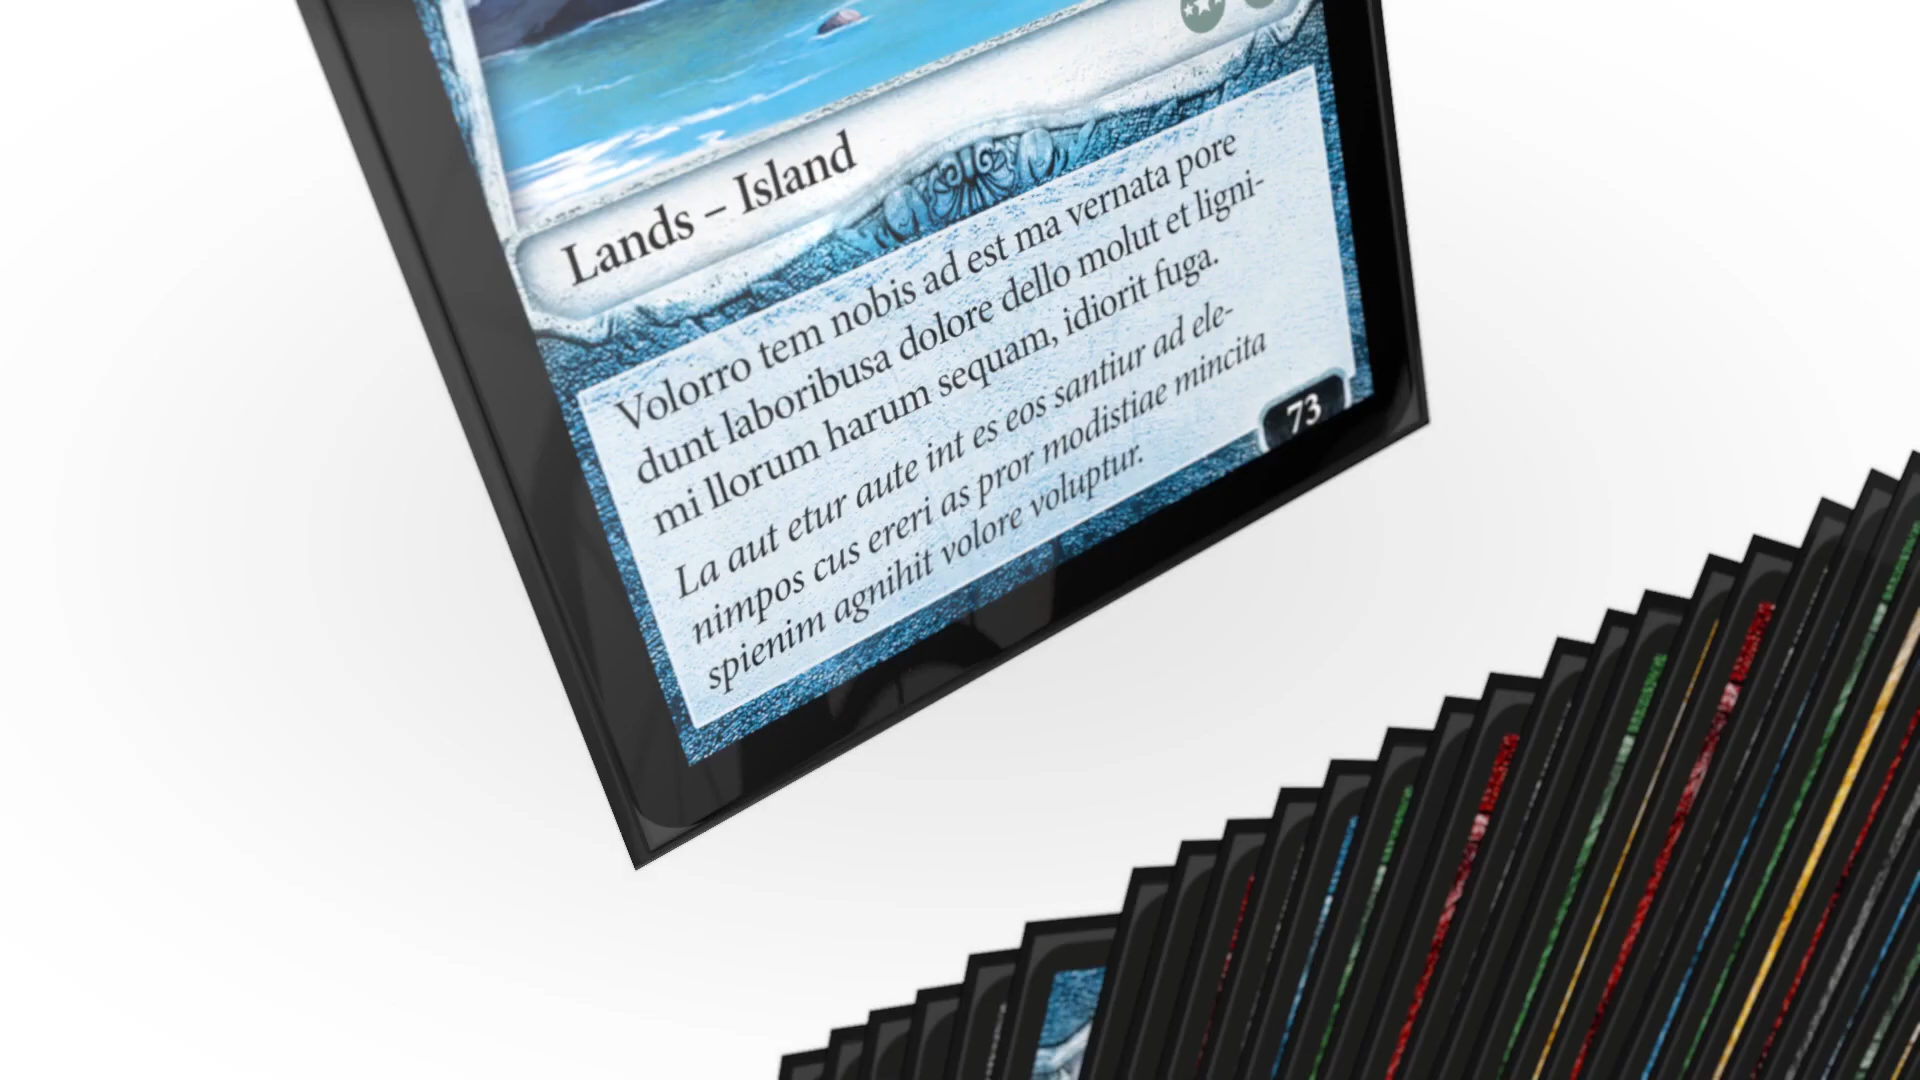 Lands – Island
Volorro tem nobis ad est ma vernata pore
dunt laboribusa dolore dello molut et ligni-
mi llorum harum sequam, idiorit fuga.
La aut etur aute int es eos santiur ad ele-
nimpos cus ereri as pror modistiae mincita
spienim agnihit volore voluptur.
73